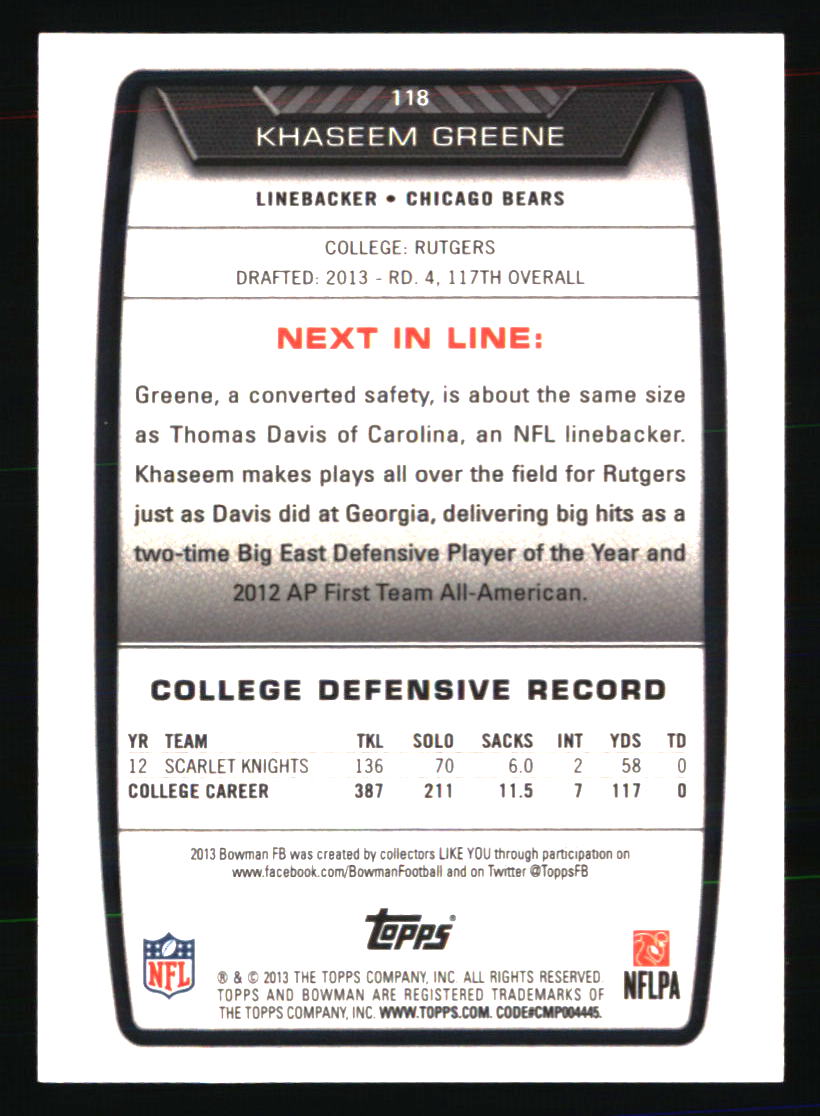 118
KHASEEM GREENE
LINEBACKER • CHICAGO BEARS
COLLEGE: RUTGERS
DRAFTED: 2013 - RD. 4, 117TH OVERALL
NEXT IN LINE:
Greene, a converted safety, is about the same size
as Thomas Davis of Carolina, an NFL linebacker.
Khaseem makes plays all over the field for Rutgers
just as Davis did at Georgia, delivering big hits as a
two-time Big East Defensive Player of the Year and
2012 AP First Team All-American.
COLLEGE DEFENSIVE RECORD
YR TEAM TKL SOLO SACKS INT YDS TD
12 SCARLET KNIGHTS 136 70 6.0 2 58 0
COLLEGE CAREER 387 211 11.5 7 117 0
2013 Bowman FB was created by collectors LIKE YOU through participation on
www.facebook.com/BowmanFootball and on Twitter @ToppsFB
topps®
NFL
NFLPA
® & © 2013 THE TOPPS COMPANY, INC. ALL RIGHTS RESERVED.
TOPPS AND BOWMAN ARE REGISTERED TRADEMARKS OF
THE TOPPS COMPANY, INC. WWW.TOPPS.COM. CODE#CMP004445.